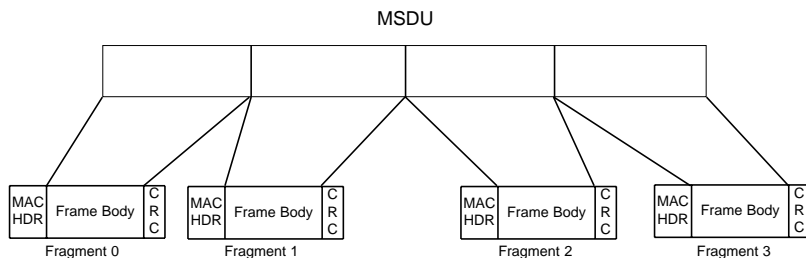 MSDU
MAC HDR Frame Body C R C
Fragment 0
MAC HDR Frame Body C R C
Fragment 1
MAC HDR Frame Body C R C
Fragment 2
MAC HDR Frame Body C R C
Fragment 3